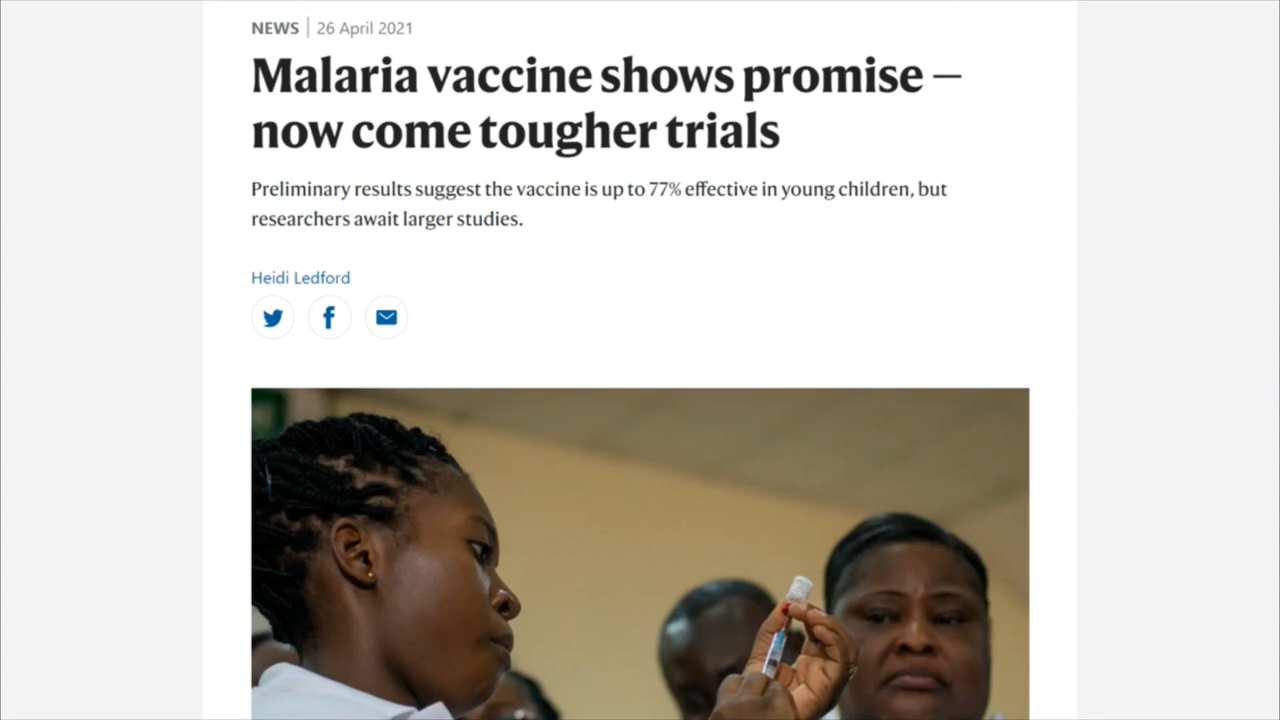 NEWS | 26 April 2021
Malaria vaccine shows promise —
now come tougher trials
Preliminary results suggest the vaccine is up to 77% effective in young children, but
researchers await larger studies.
Heidi Ledford